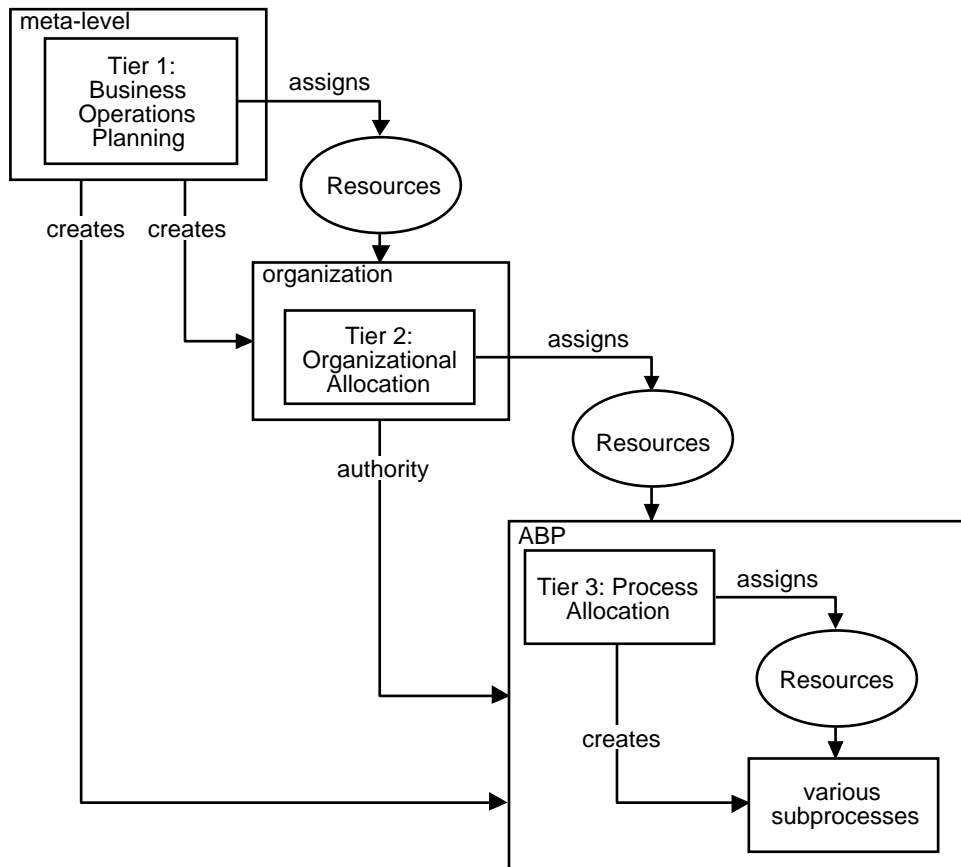 meta-level
Tier 1:
Business
Operations
Planning
assigns
Resources
creates
creates
organization
Tier 2:
Organizational
Allocation
assigns
Resources
authority
ABP
Tier 3: Process
Allocation
assigns
Resources
creates
various
subprocesses